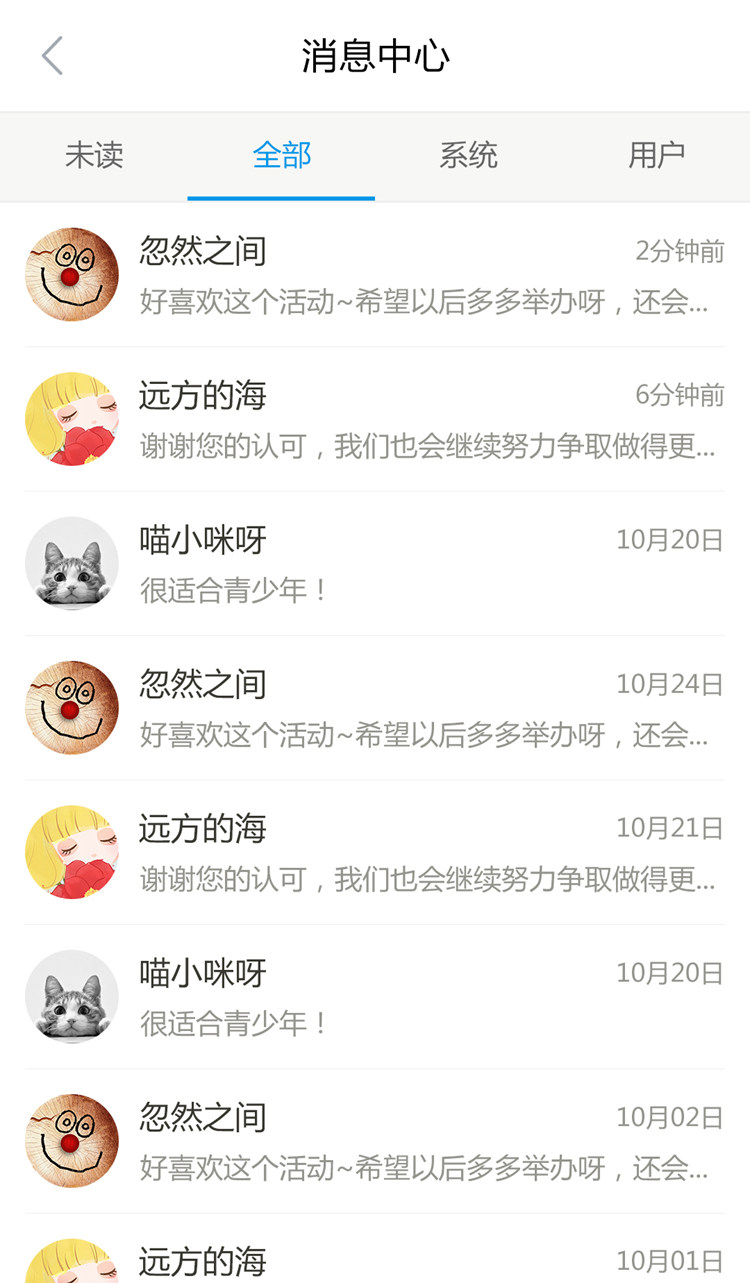 消息中心
未读 全部 系统 用户
忽然之间 2分钟前
好喜欢这个活动~希望以后多多举办呀，还会...
远方的海 6分钟前
谢谢您的认可，我们也会继续努力争取做得更...
喵小咪呀 10月20日
很适合青少年！
忽然之间 10月24日
好喜欢这个活动~希望以后多多举办呀，还会...
远方的海 10月21日
谢谢您的认可，我们也会继续努力争取做得更...
喵小咪呀 10月20日
很适合青少年！
忽然之间 10月02日
好喜欢这个活动~希望以后多多举办呀，还会...
远方的海 10月01日